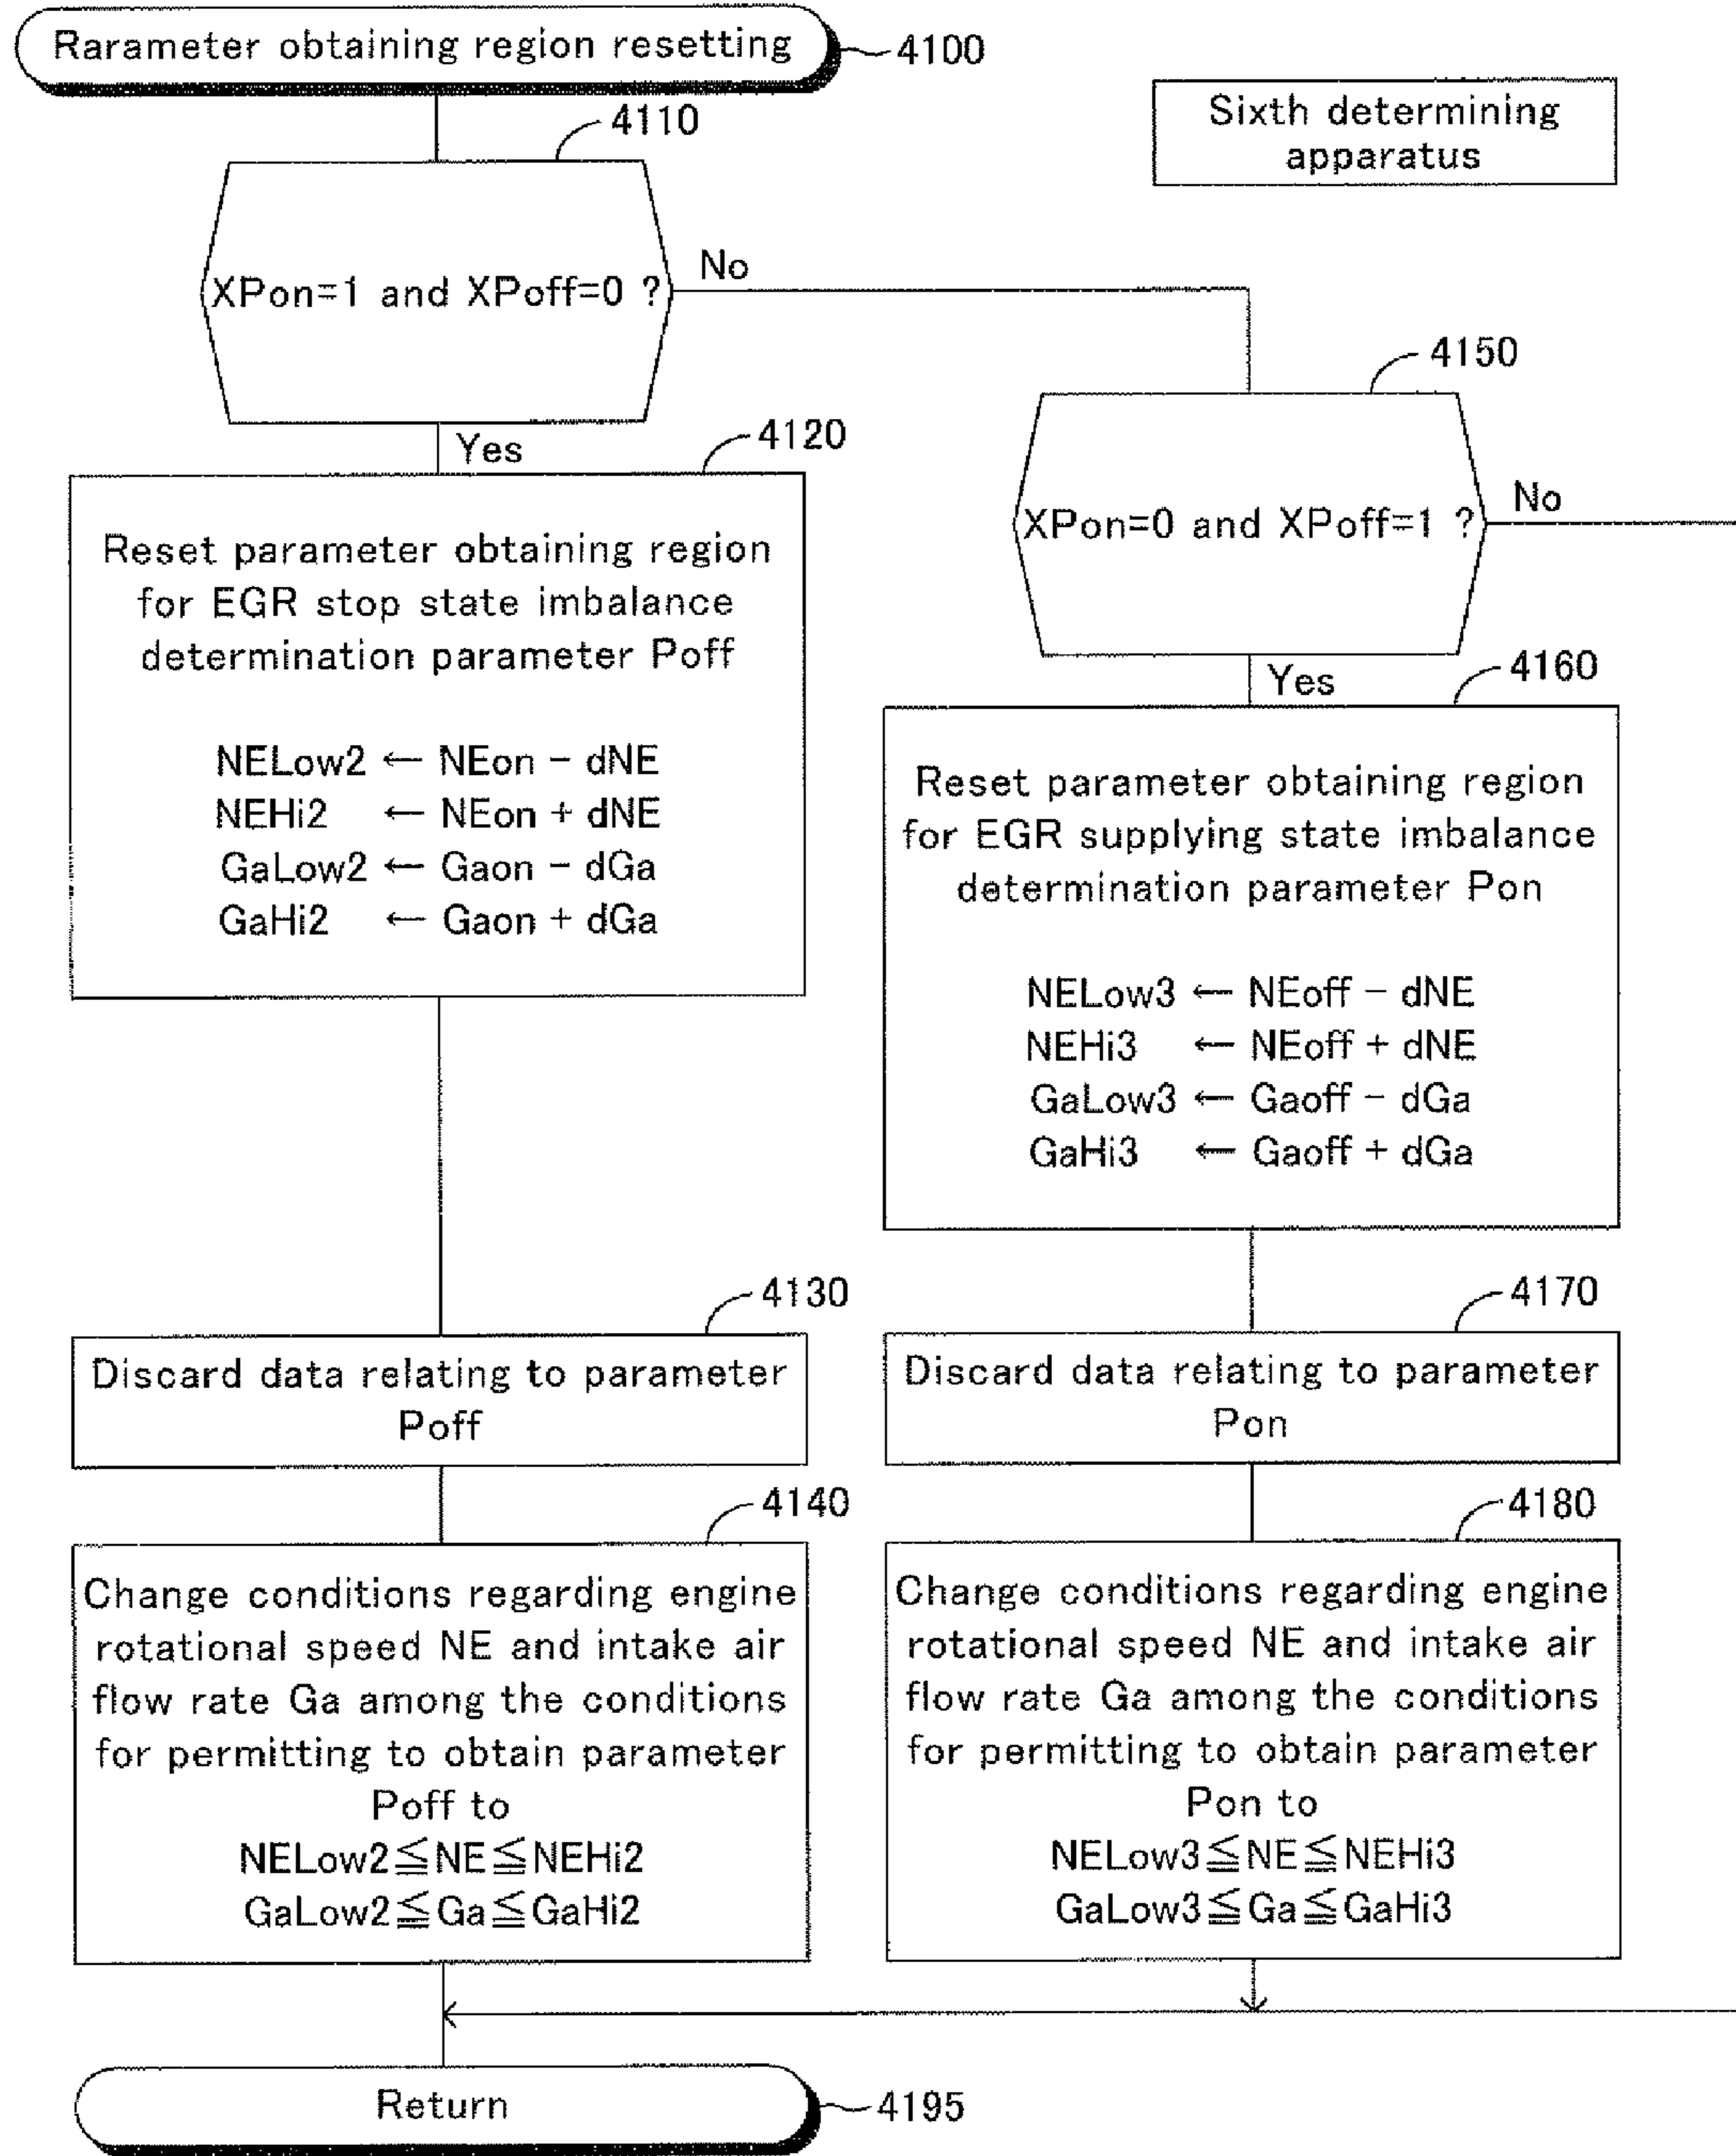 Rarameter obtaining region resetting
4100
Sixth determining
apparatus
4110
XPon=1 and XPoff=0 ?
No
Yes
4120
Reset parameter obtaining region
for EGR stop state imbalance
determination parameter Poff
NELow2 ← NEon − dNE
NEHi2 ← NEon + dNE
GaLow2 ← Gaon − dGa
GaHi2 ← Gaon + dGa
4130
Discard data relating to parameter
Poff
4140
Change conditions regarding engine
rotational speed NE and intake air
flow rate Ga among the conditions
for permitting to obtain parameter
Poff to
NELow2≦NE≦NEHi2
GaLow2≦Ga≦GaHi2
4150
XPon=0 and XPoff=1 ?
No
Yes
4160
Reset parameter obtaining region
for EGR supplying state imbalance
determination parameter Pon
NELow3 ← NEoff − dNE
NEHi3 ← NEoff + dNE
GaLow3 ← Gaoff − dGa
GaHi3 ← Gaoff + dGa
4170
Discard data relating to parameter
Pon
4180
Change conditions regarding engine
rotational speed NE and intake air
flow rate Ga among the conditions
for permitting to obtain parameter
Pon to
NELow3≦NE≦NEHi3
GaLow3≦Ga≦GaHi3
Return
4195